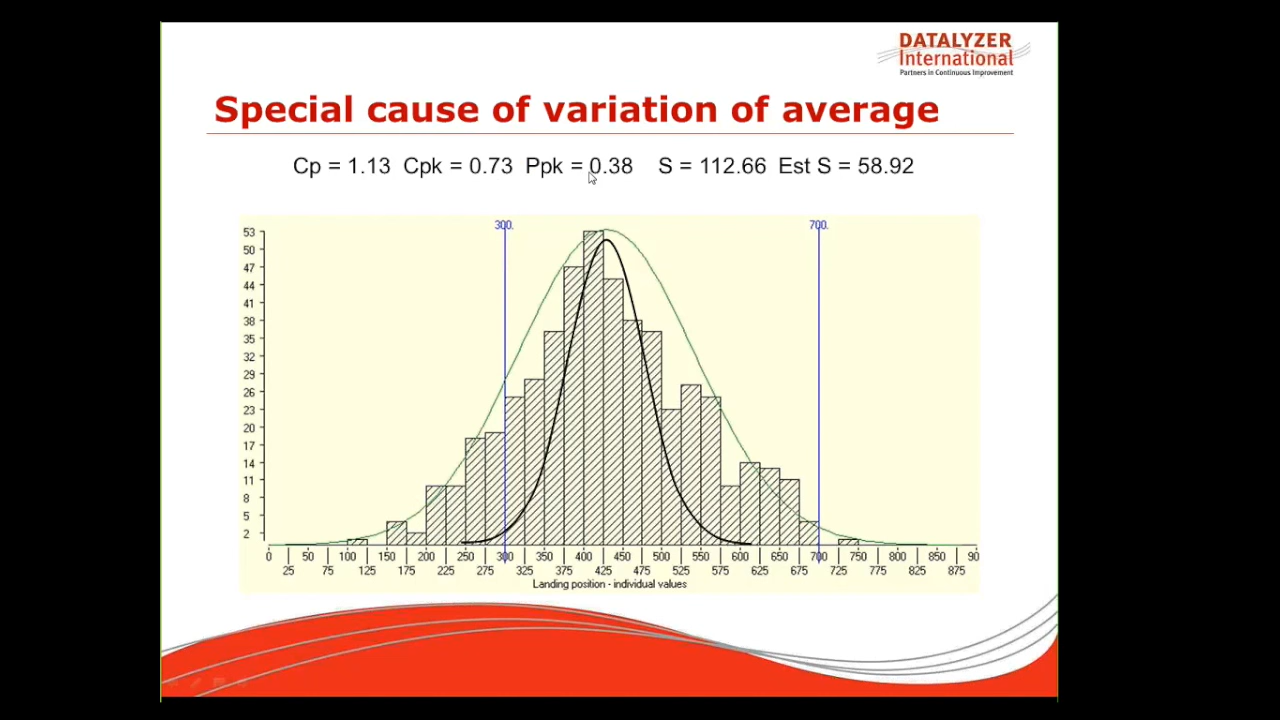 DATALYZER
International
Partners in Continuous Improvement
Special cause of variation of average
Cp = 1.13 Cpk = 0.73 Ppk = 0.38 S = 112.66 Est S = 58.92
300. 700.
53
50
47
44
41
38
35
32
29
26
23
20
17
14
11
8
5
2
0 50 100 150 200 250 300 350 400 450 500 550 600 650 700 750 800 850 90
25 75 125 175 225 275 325 375 425 475 525 575 625 675 725 775 825 875
Landing position - individual values